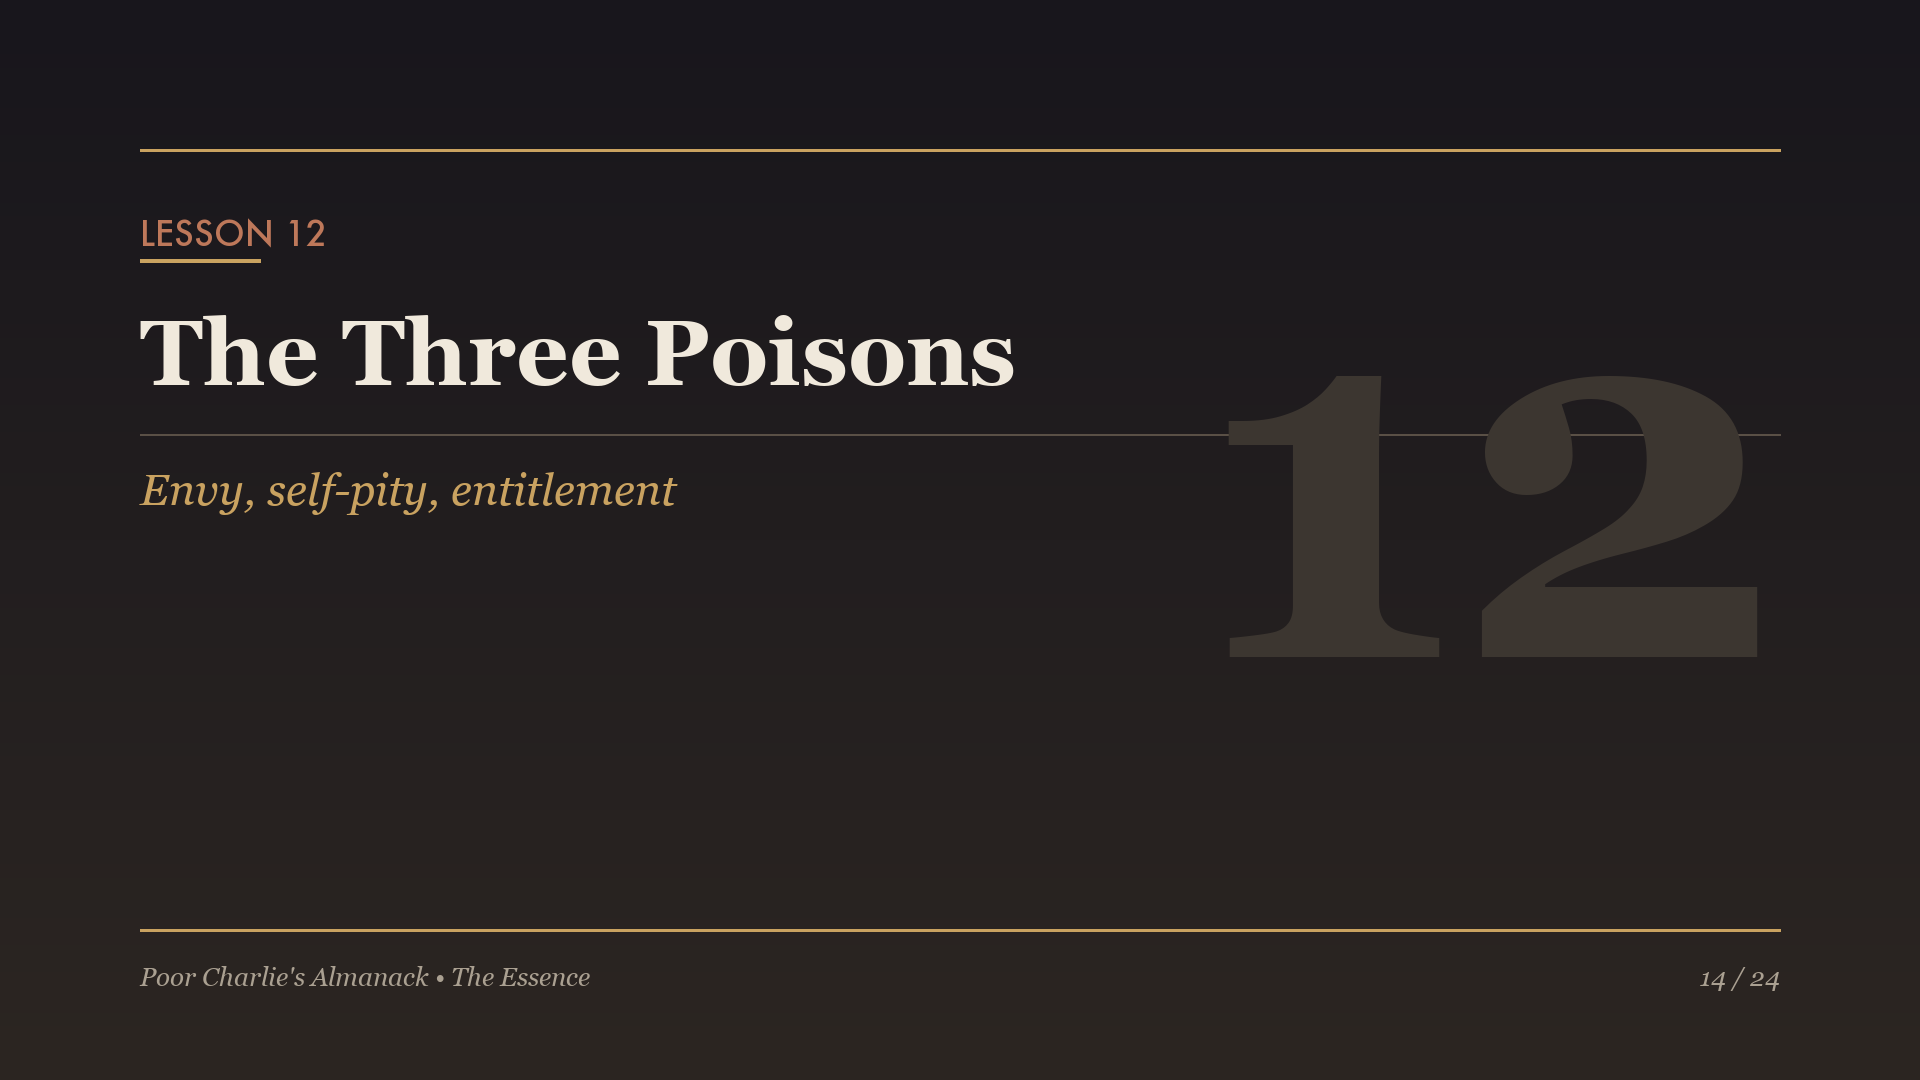 LESSON 12
The Three Poisons
Envy, self-pity, entitlement
12
Poor Charlie's Almanack • The Essence
14 / 24